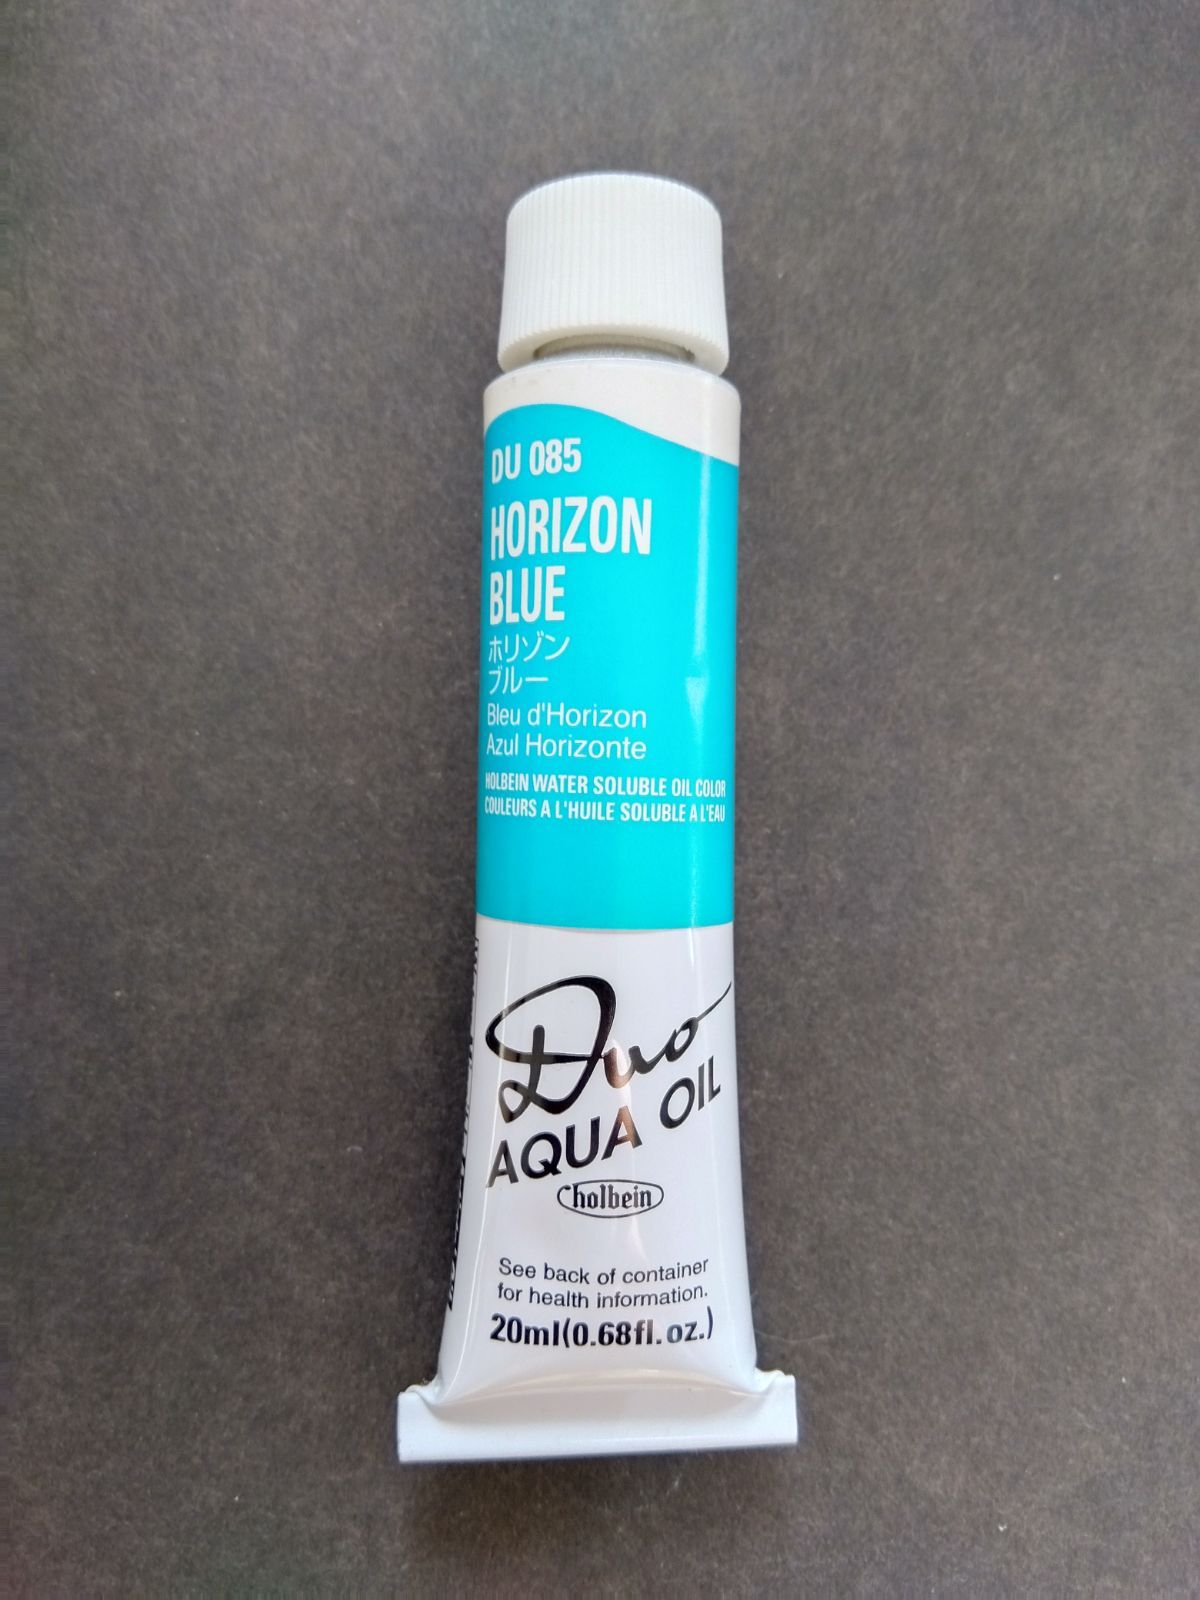 DU 085
HORIZON
BLUE
ホリゾン
ブルー
Bleu d'Horizon
Azul Horizonte
HOLBEIN WATER SOLUBLE OIL COLOR
COULEURS A L'HUILE SOLUBLE A L'EAU
Duo
AQUA OIL
holbein
See back of container
for health information.
20ml(0.68fl.oz.)